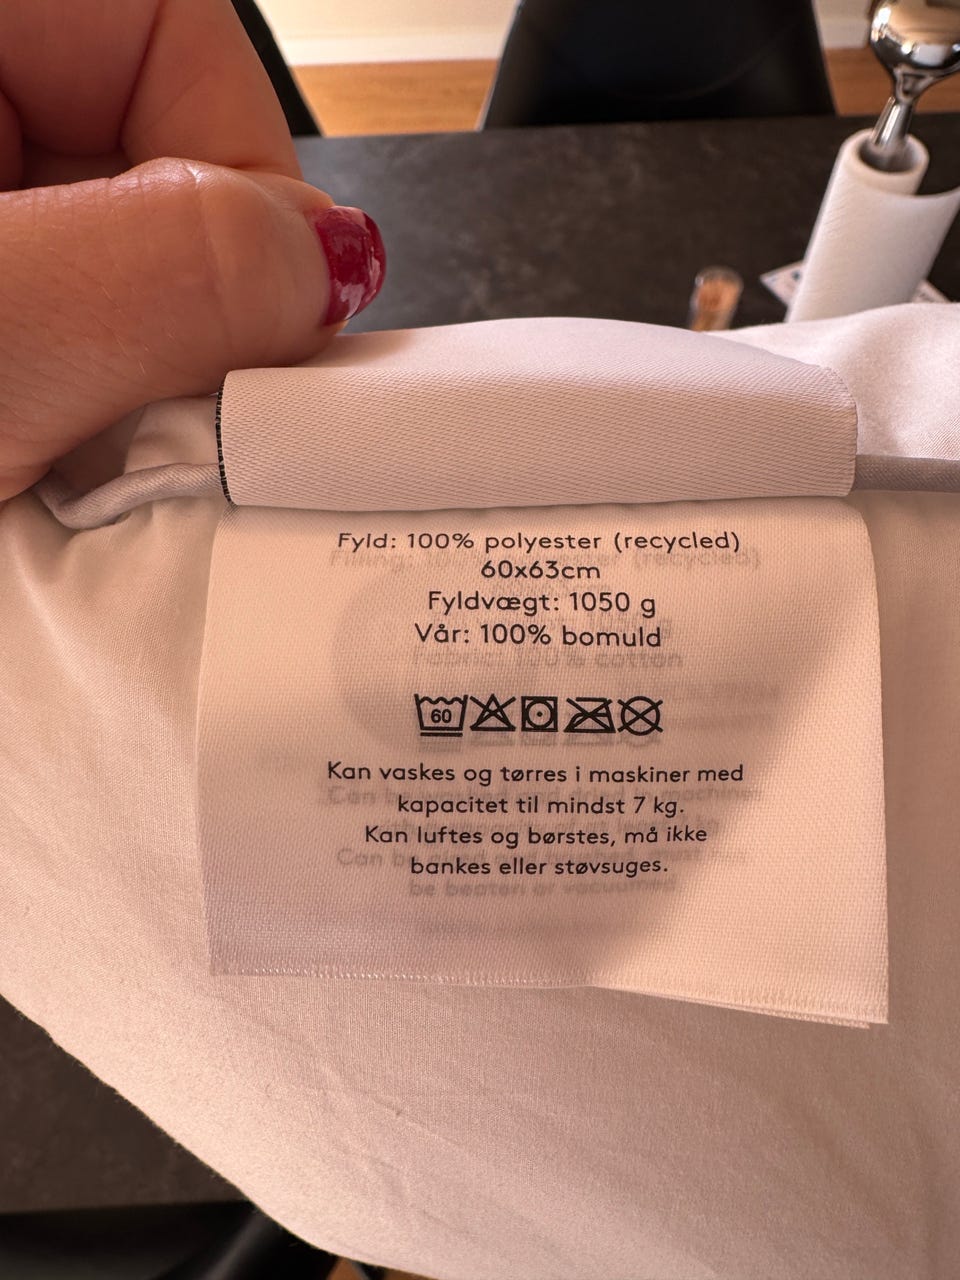 Fyld: 100% polyester (recycled)
60x63cm
Fyldvægt: 1050 g
Vår: 100% bomuld
60
Kan vaskes og tørres i maskiner med
kapacitet til mindst 7 kg.
Kan luftes og børstes, må ikke
bankes eller støvsuges.